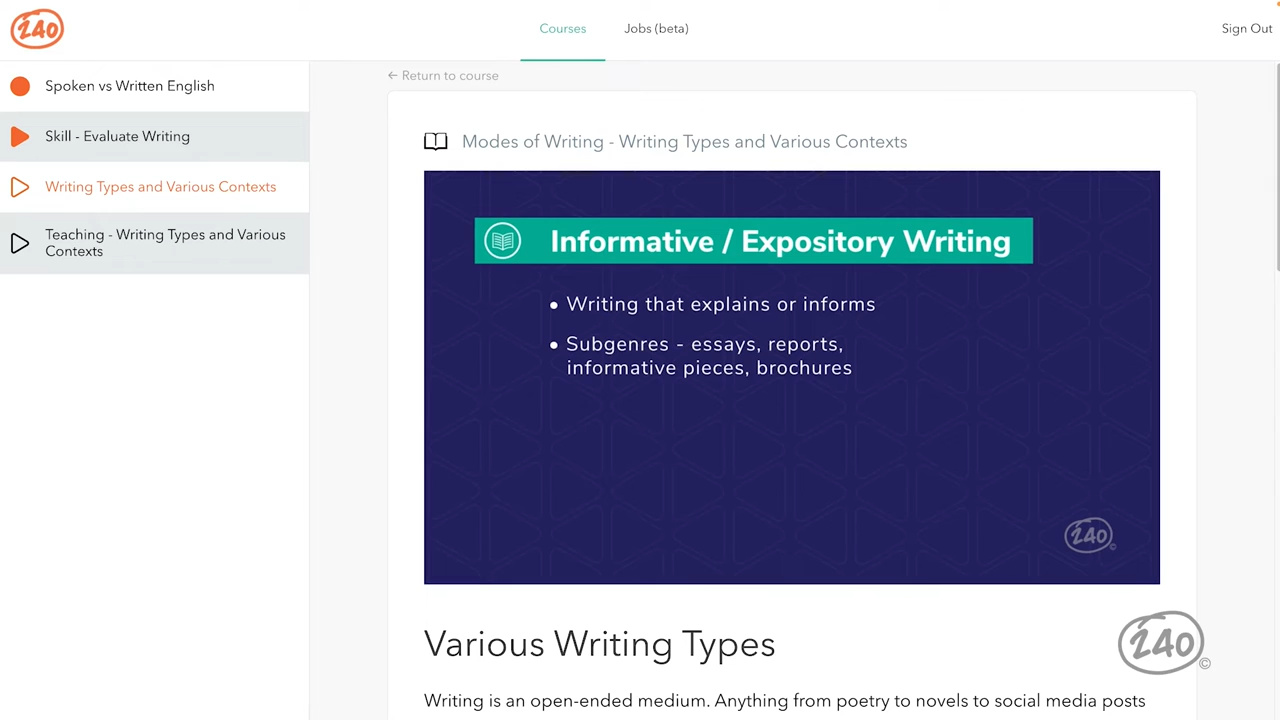 240
Courses
Jobs (beta)
Sign Out
Spoken vs Written English
Skill - Evaluate Writing
Writing Types and Various Contexts
Teaching - Writing Types and Various
Contexts
← Return to course
Modes of Writing - Writing Types and Various Contexts
Informative / Expository Writing
• Writing that explains or informs
• Subgenres - essays, reports,
informative pieces, brochures
240©
Various Writing Types
240©
Writing is an open-ended medium. Anything from poetry to novels to social media posts